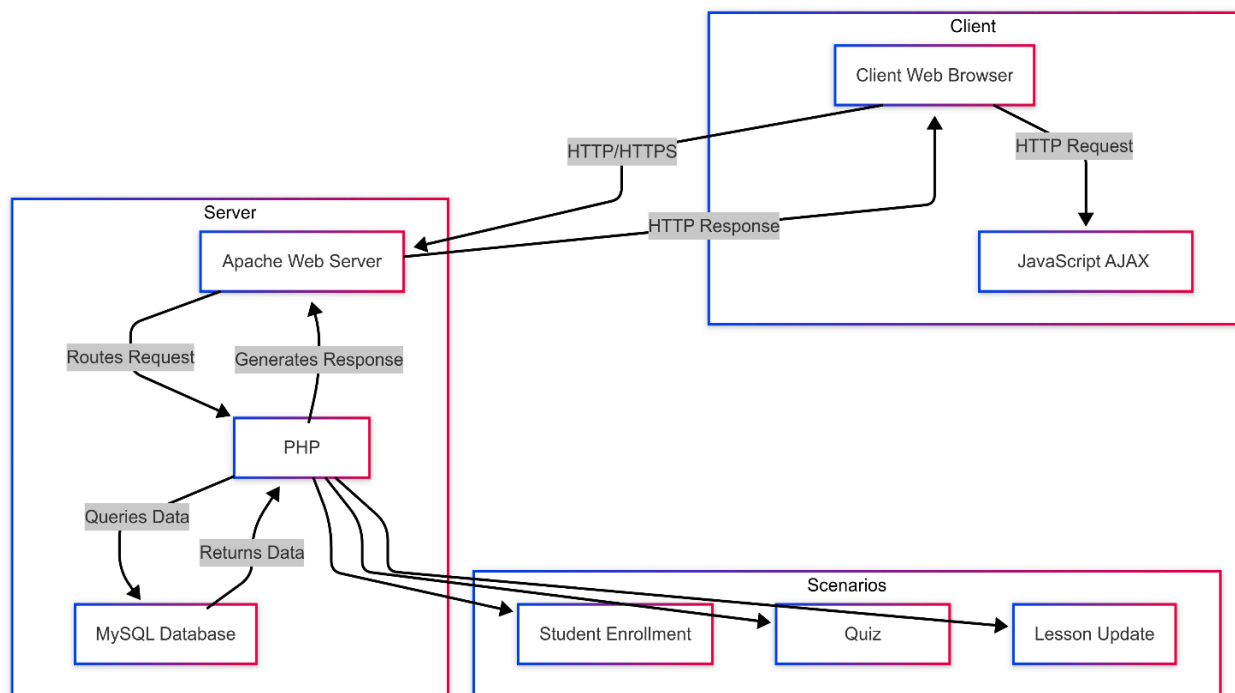 Client
Client Web Browser
HTTP/HTTPS
HTTP Request
Server
HTTP Response
Apache Web Server
JavaScript AJAX
Routes Request
Generates Response
PHP
Queries Data
Returns Data
Scenarios
MySQL Database
Student Enrollment
Quiz
Lesson Update